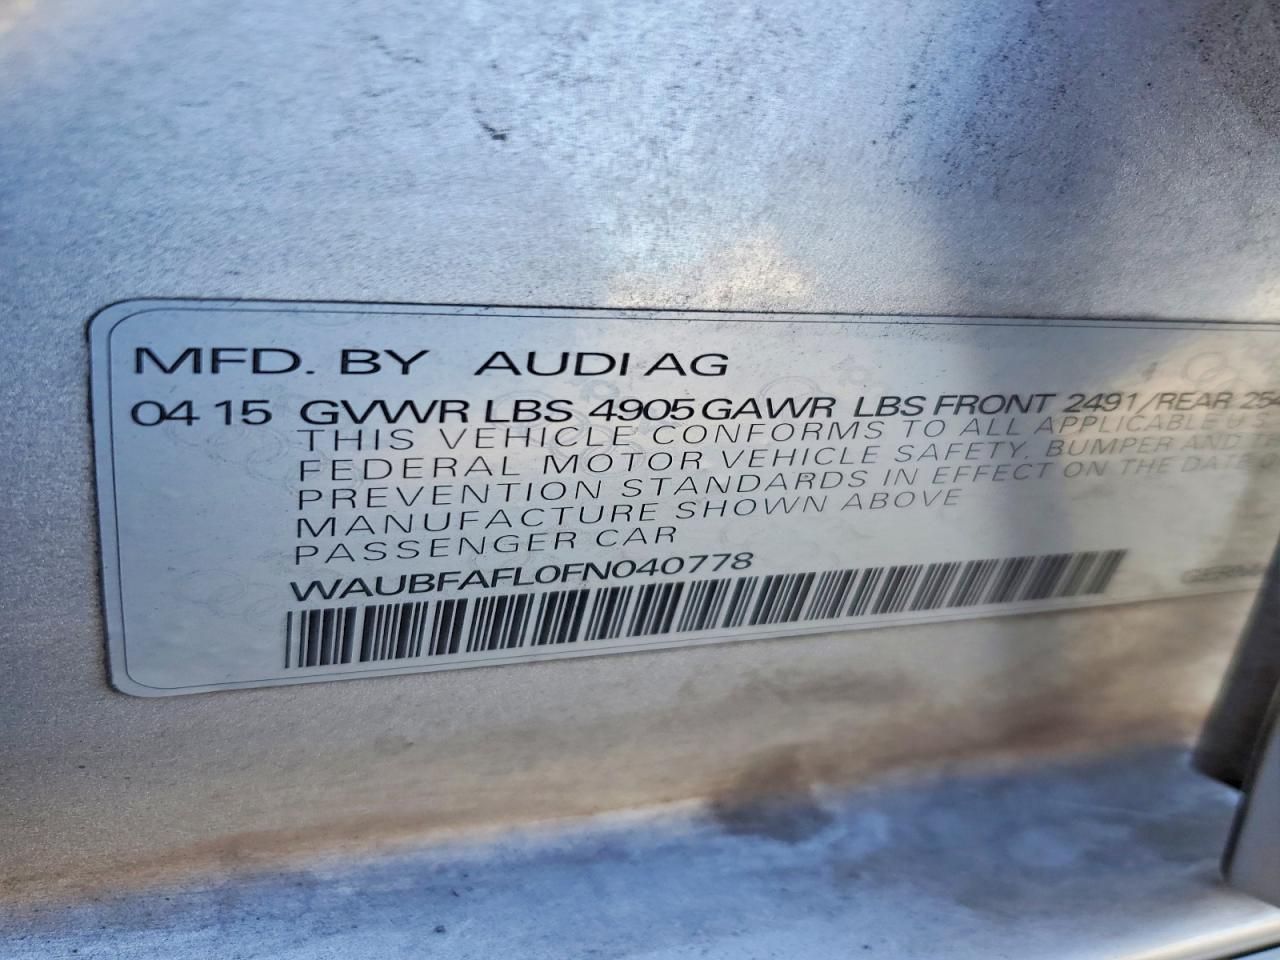 MFD. BY AUDI AG
04 15 GVWR LBS 4905 GAWR LBS FRONT 2491/REAR 254
THIS VEHICLE CONFORMS TO ALL APPLICABLE U.S.
FEDERAL MOTOR VEHICLE SAFETY, BUMPER AND
PREVENTION STANDARDS IN EFFECT ON THE DATE
MANUFACTURE SHOWN ABOVE
PASSENGER CAR
WAUBFAFL0FN040778